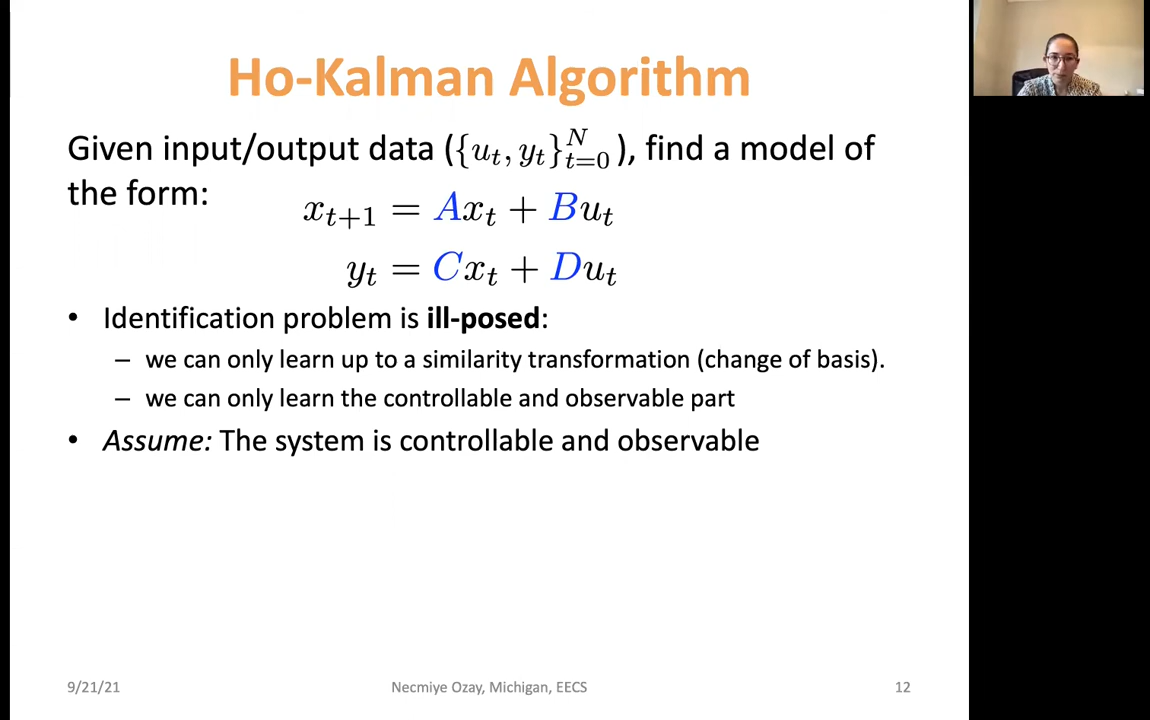 Ho-Kalman Algorithm
Given input/output data ({u_t, y_t}_{t=0}^N), find a model of
the form:
x_{t+1} = Ax_t + Bu_t
y_t = Cx_t + Du_t
• Identification problem is ill-posed:
– we can only learn up to a similarity transformation (change of basis).
– we can only learn the controllable and observable part
• Assume: The system is controllable and observable
9/21/21
Necmiye Ozay, Michigan, EECS
12